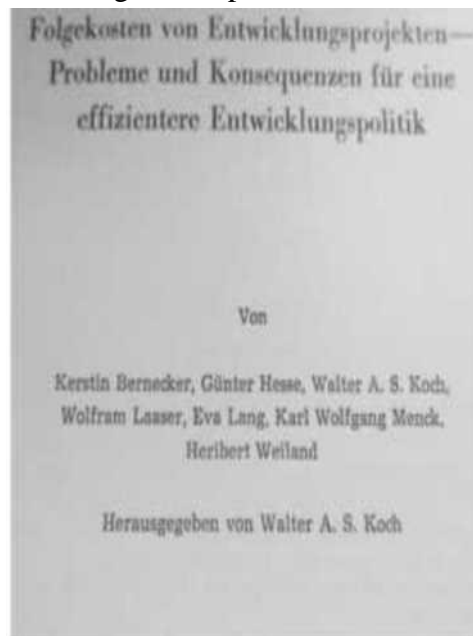 Folgekosten von Entwicklungsprojekten—
Probleme und Konsequenzen für eine
effizientere Entwicklungspolitik
Von
Kerstin Bernecker, Günter Hesse, Walter A. S. Koch,
Wolfram Laaser, Eva Lang, Karl Wolfgang Menck,
Heribert Weiland
Herausgegeben von Walter A. S. Koch